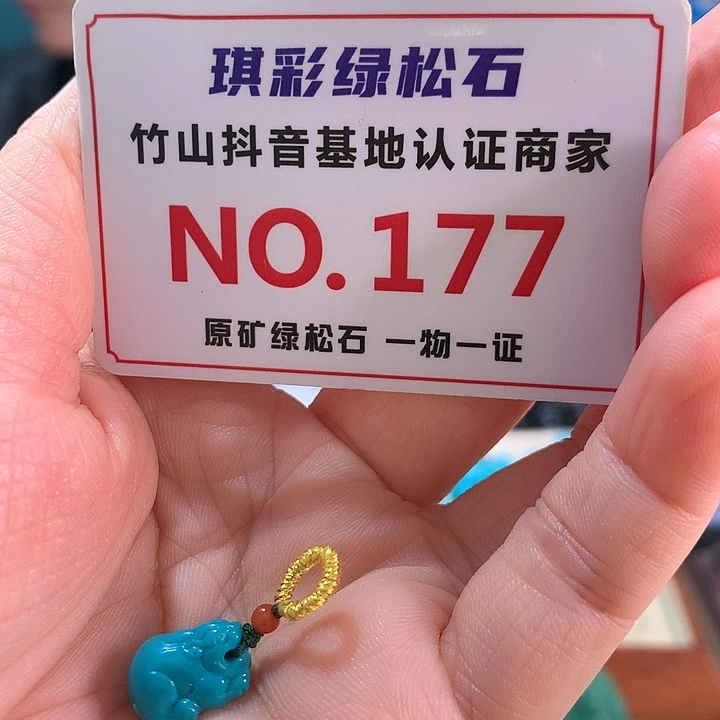 琪彩绿松石
竹山抖音基地认证商家
NO.177
原矿绿松石 一物一证